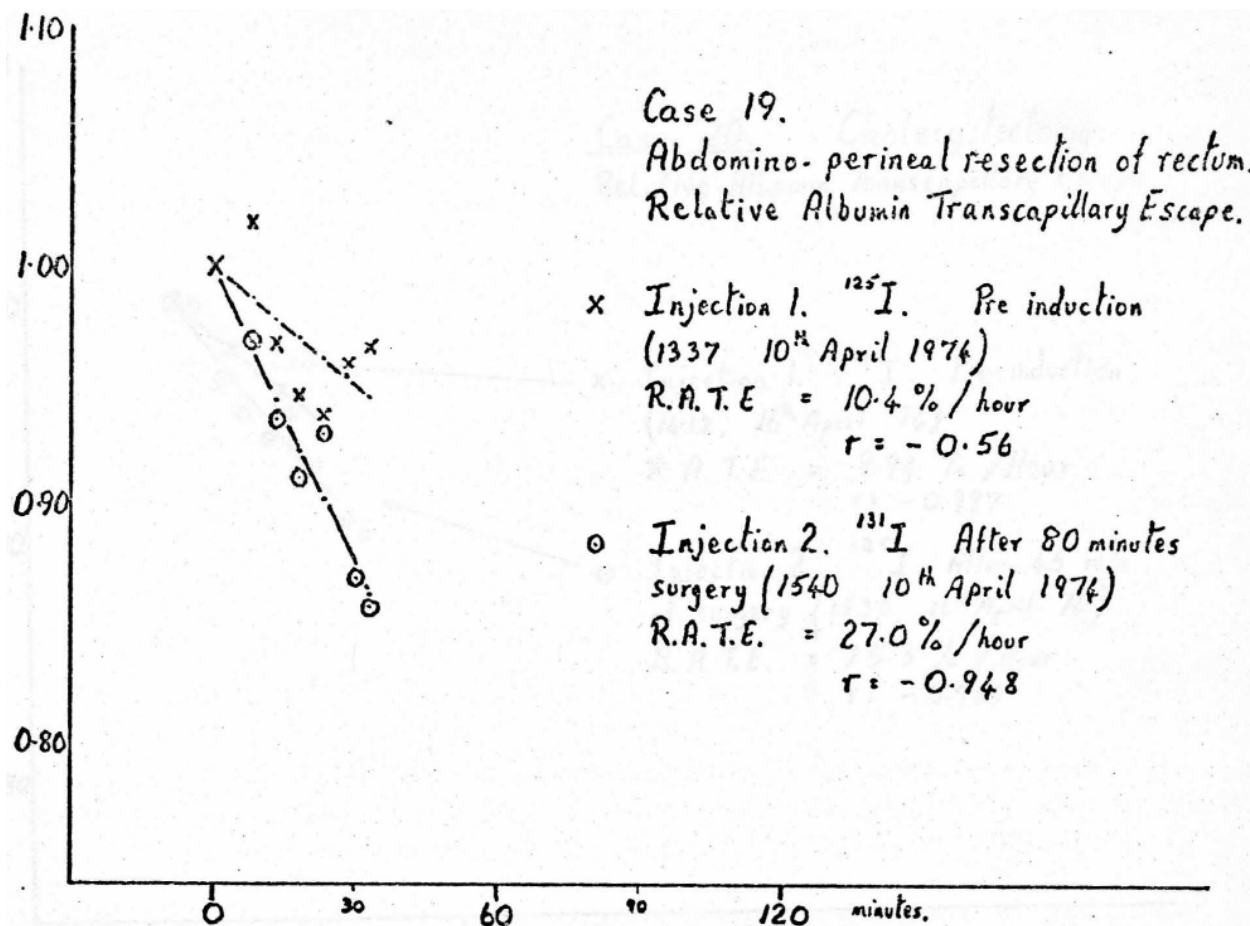 1.10
1.00
0.90
0.80
0
30
60
90
120
minutes.
Case 19.
Abdomino-perineal resection of rectum.
Relative Albumin Transcapillary Escape.
x Injection 1. ¹²⁵I. Pre induction
(1337 10ᵗʰ April 1974)
R.A.T.E = 10.4 % / hour
r = - 0.56
⊙ Injection 2. ¹³¹I After 80 minutes
surgery (1540 10ᵗʰ April 1974)
R.A.T.E. = 27.0 % / hour
r = - 0.948